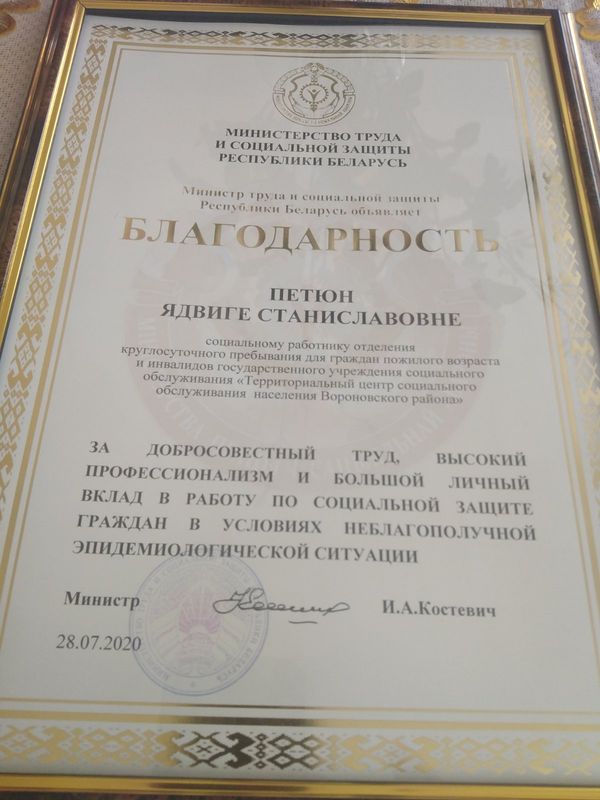 МИНИСТЕРСТВО ТРУДА
И СОЦИАЛЬНОЙ ЗАЩИТЫ
РЕСПУБЛИКИ БЕЛАРУСЬ
Министр труда и социальной защиты
Республики Беларусь объявляет
БЛАГОДАРНОСТЬ
ПЕТЮН
ЯДВИГЕ СТАНИСЛАВОВНЕ
социальному работнику отделения
круглосуточного пребывания для граждан пожилого возраста
и инвалидов государственного учреждения социального
обслуживания «Территориальный центр социального
обслуживания населения Вороновского района»
ЗА ДОБРОСОВЕСТНЫЙ ТРУД, ВЫСОКИЙ
ПРОФЕССИОНАЛИЗМ И БОЛЬШОЙ ЛИЧНЫЙ
ВКЛАД В РАБОТУ ПО СОЦИАЛЬНОЙ ЗАЩИТЕ
ГРАЖДАН В УСЛОВИЯХ НЕБЛАГОПОЛУЧНОЙ
ЭПИДЕМИОЛОГИЧЕСКОЙ СИТУАЦИИ
Министр И.А.Костевич
28.07.2020